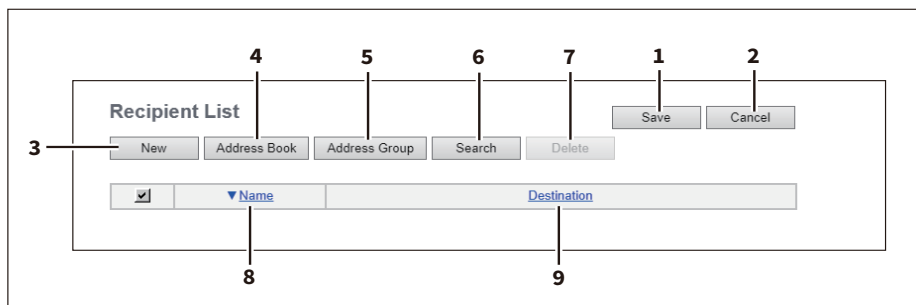 4 5 6 7 1 2
Recipient List
Save Cancel
3 New Address Book Address Group Search Delete
▼Name Destination
8 9